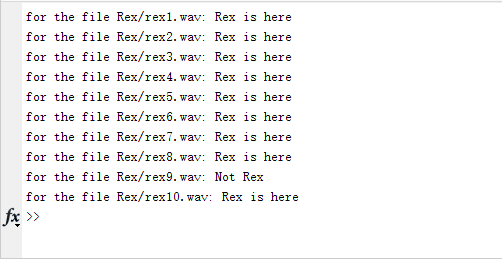 for the file Rex/rex1.wav: Rex is here
for the file Rex/rex2.wav: Rex is here
for the file Rex/rex3.wav: Rex is here
for the file Rex/rex4.wav: Rex is here
for the file Rex/rex5.wav: Rex is here
for the file Rex/rex6.wav: Rex is here
for the file Rex/rex7.wav: Rex is here
for the file Rex/rex8.wav: Rex is here
for the file Rex/rex9.wav: Not Rex
for the file Rex/rex10.wav: Rex is here
fx >>